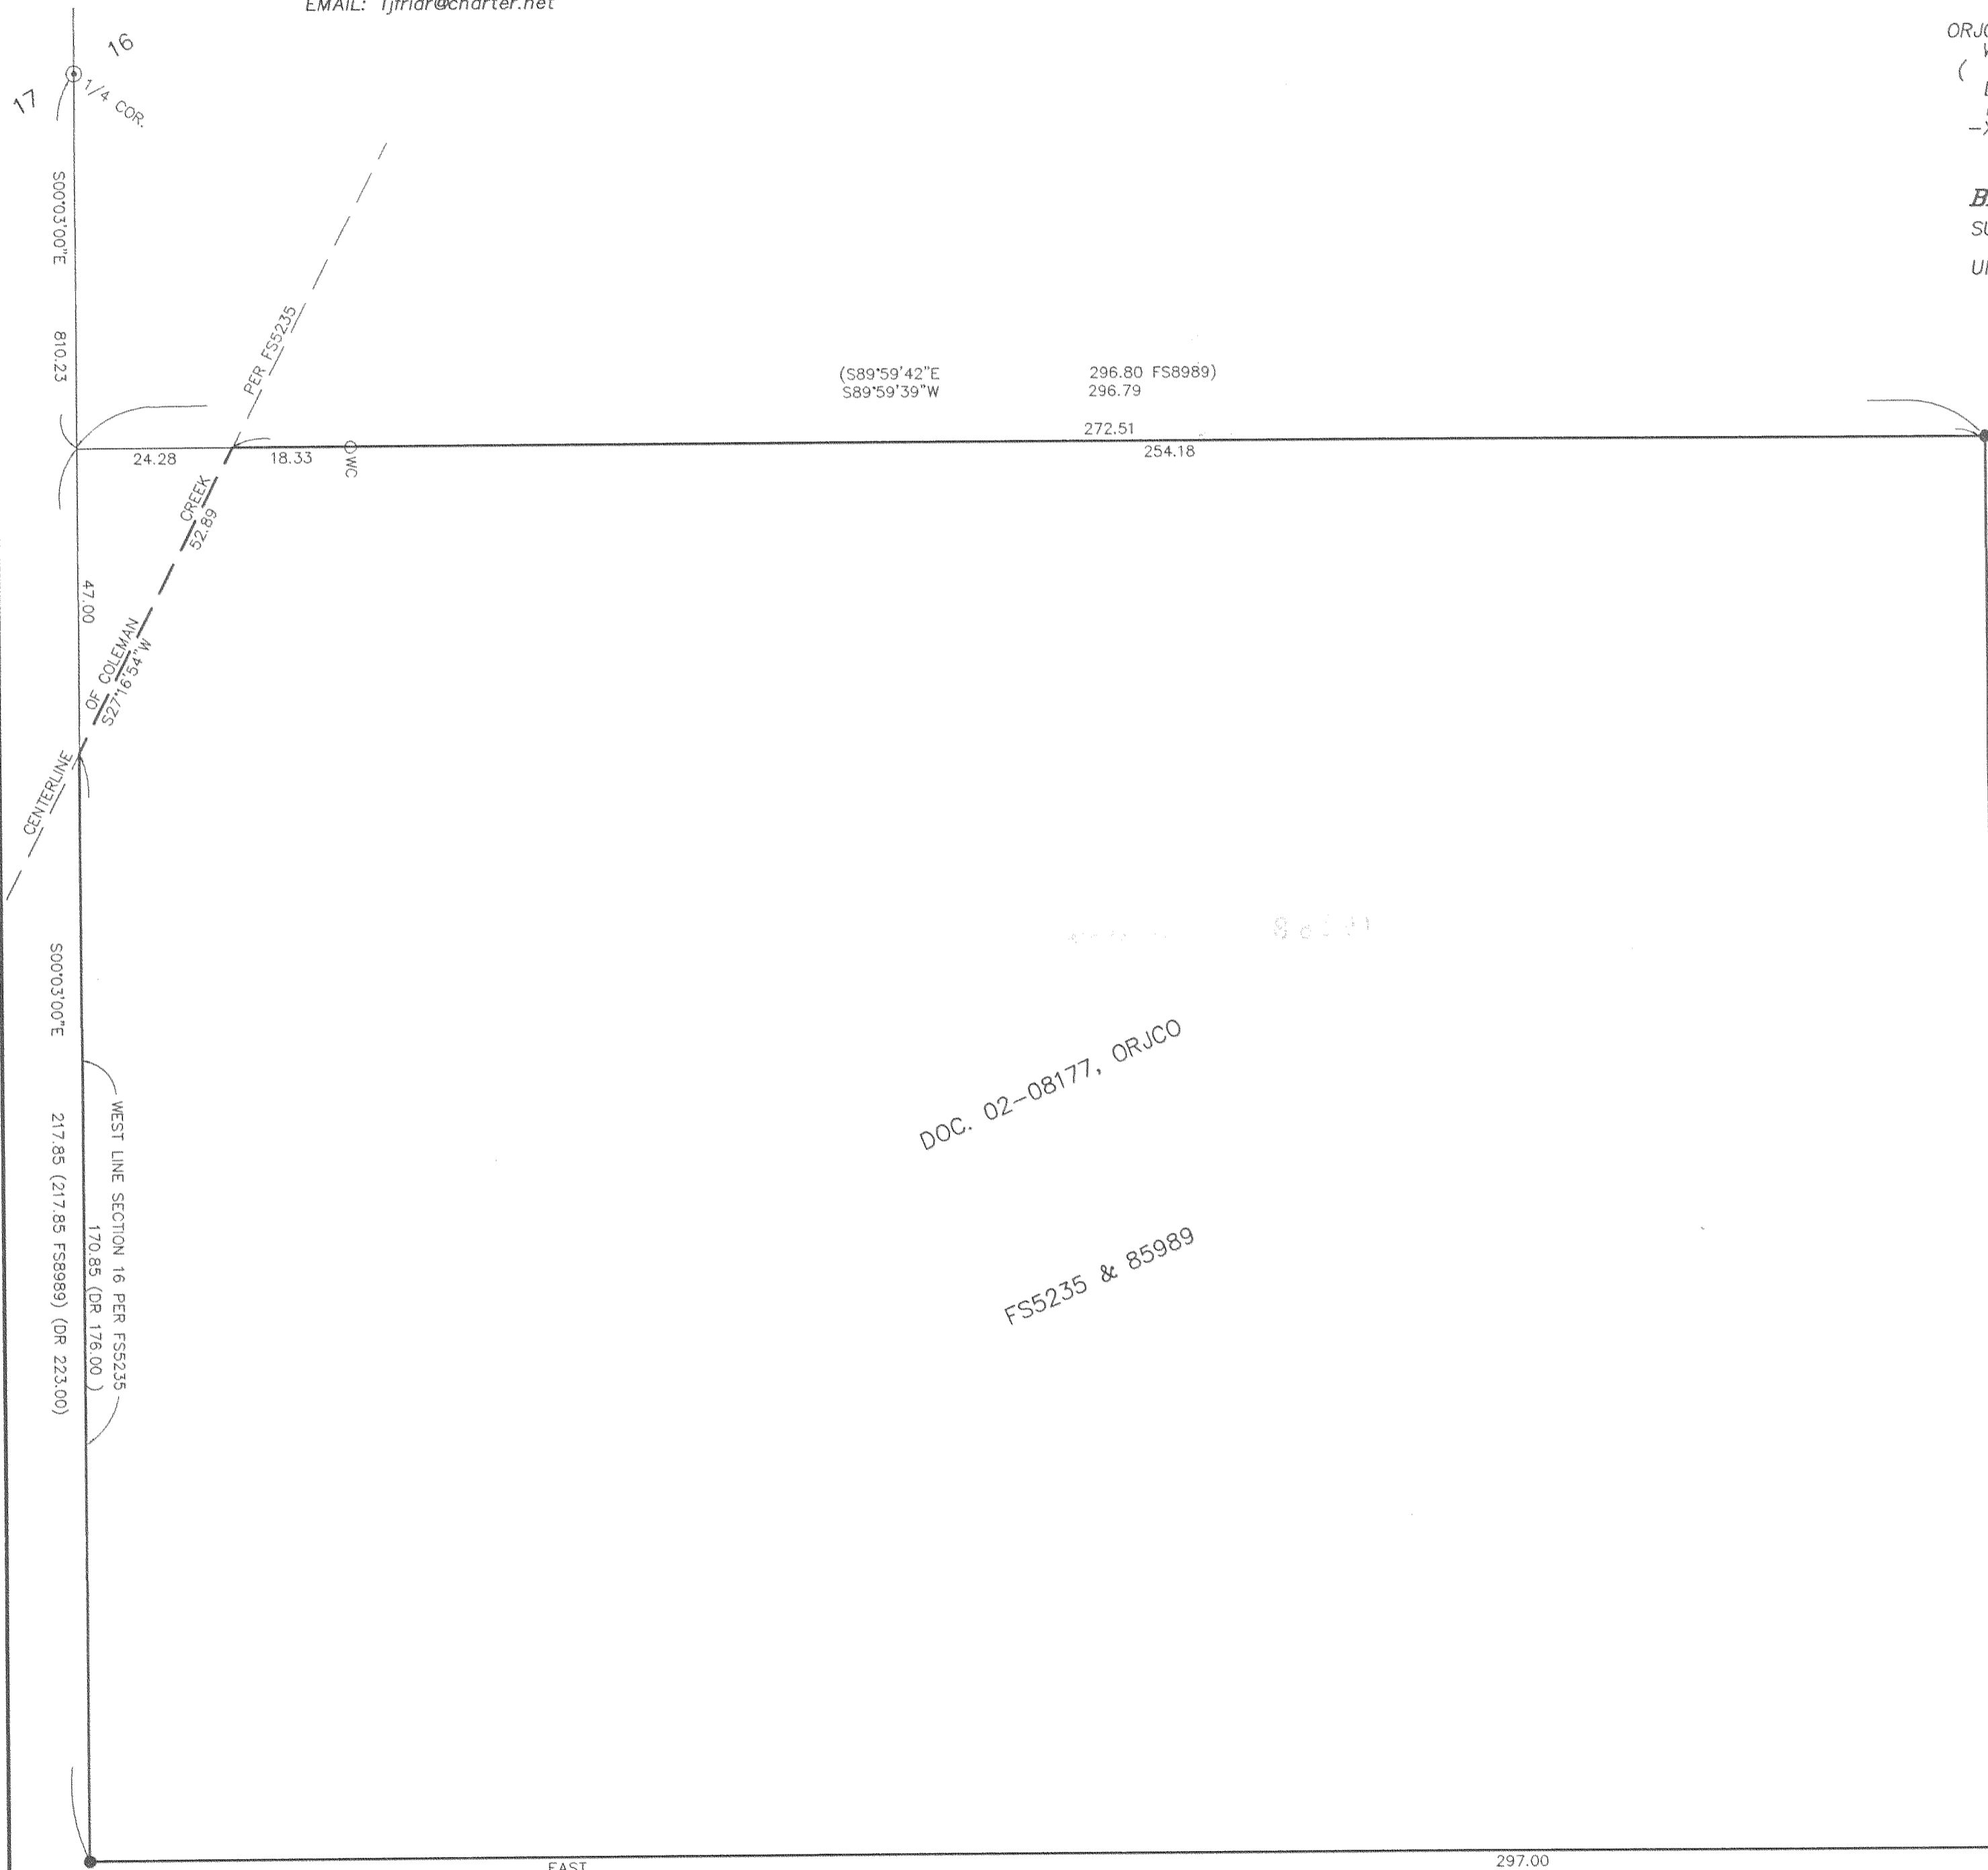 EMAIL: ljfriar@charter.net
16
17
1/4 COR.
S00°03'00"E
810.23
PER FS5235
(S89°59'42"E 296.80 FS8989)
S89°59'39"W 296.79
272.51
24.28
18.33
WC
254.18
CREEK
52.89
47.00
OF COLEMAN
S27°16'54"W
CENTERLINE
S00°03'00"E
217.85 (217.85 FS8989) (DR 223.00)
WEST LINE SECTION 16 PER FS5235
170.85 (DR 176.00 )
DOC. 02-08177, ORJCO
FS5235 & 85989
EAST
297.00